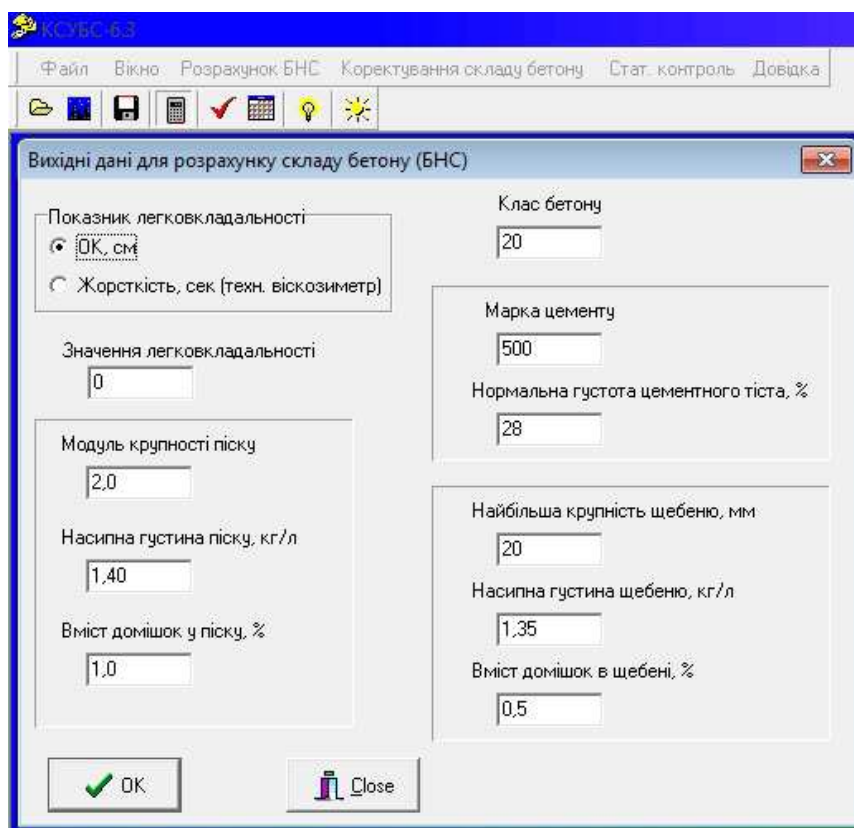 КСУБС-6.3
Файл Вікно Розрахунок БНС Коректування складу бетону Стат. контроль Довідка
Вихідні дані для розрахунку складу бетону (БНС)
Показник легковкладальності
ОК, см
Жорсткість, сек (техн. віскозиметр)
Значення легковкладальності
0
Модуль крупності піску
2,0
Насипна густина піску, кг/л
1,40
Вміст домішок у піску, %
1,0
Клас бетону
20
Марка цементу
500
Нормальна густота цементного тіста, %
28
Найбільша крупність щебеню, мм
20
Насипна густина щебеню, кг/л
1,35
Вміст домішок в щебені, %
0,5
OK
Close